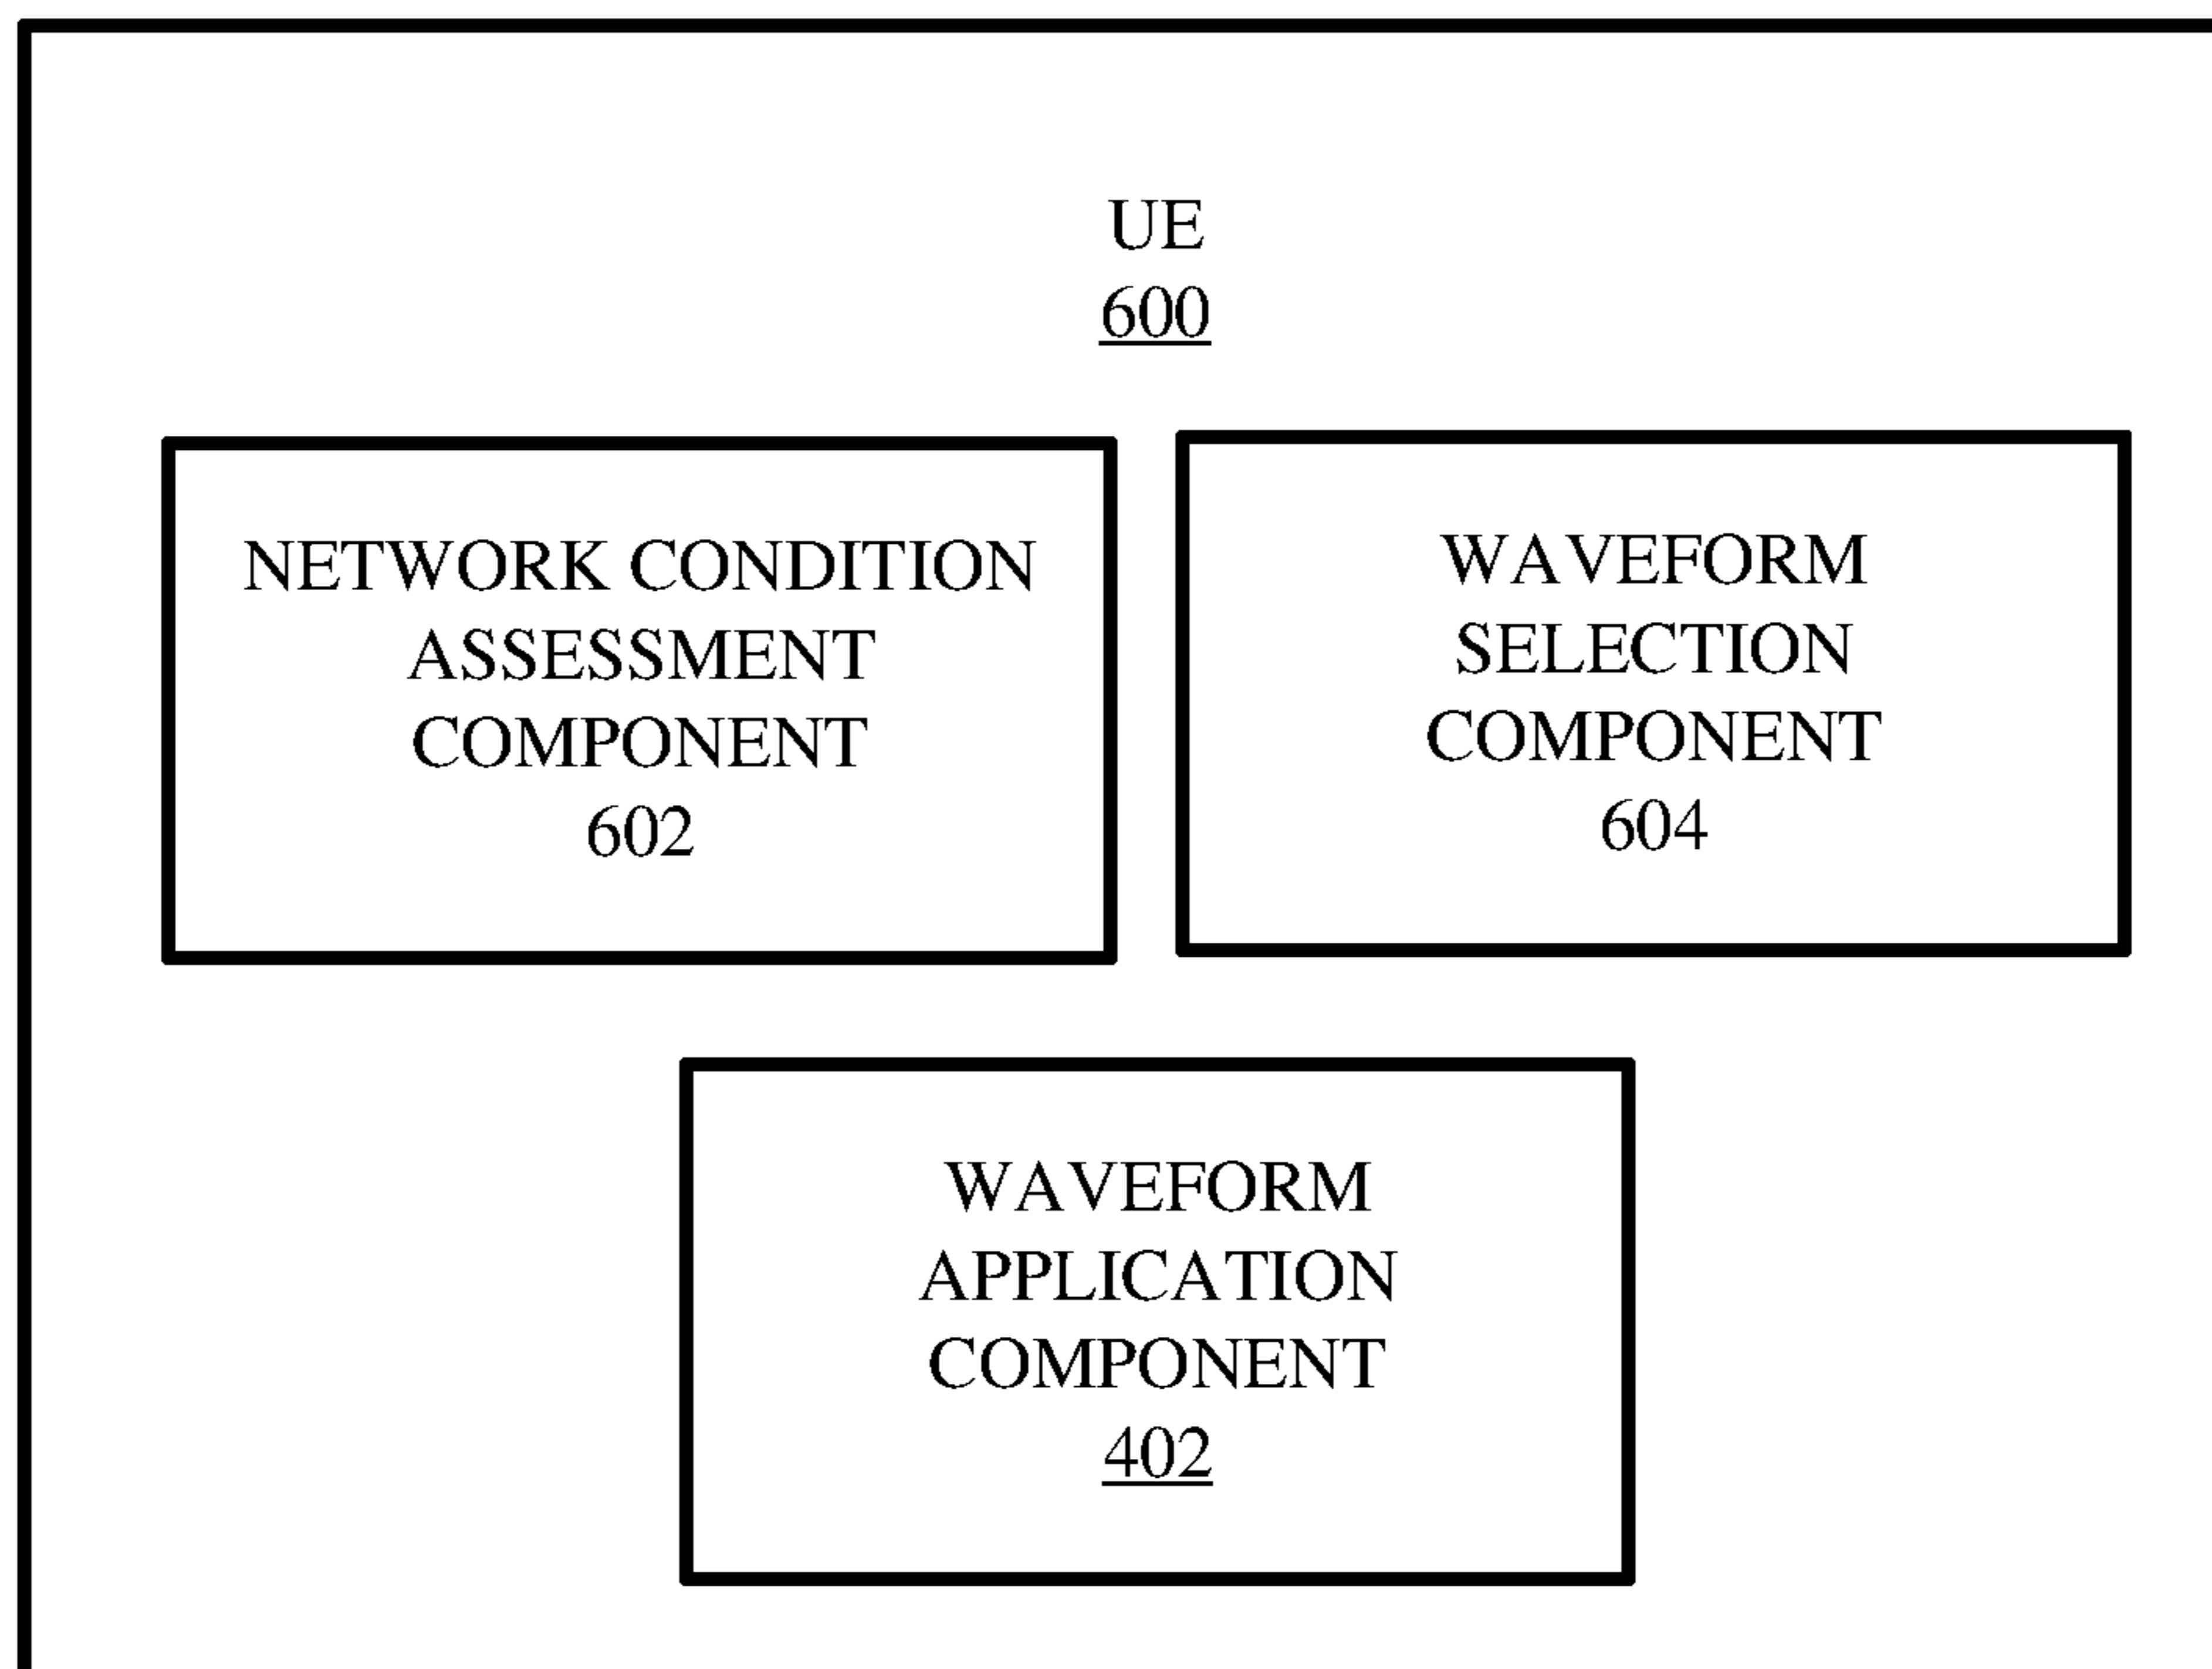 UE
600
NETWORK CONDITION
ASSESSMENT
COMPONENT
602
WAVEFORM
SELECTION
COMPONENT
604
WAVEFORM
APPLICATION
COMPONENT
402